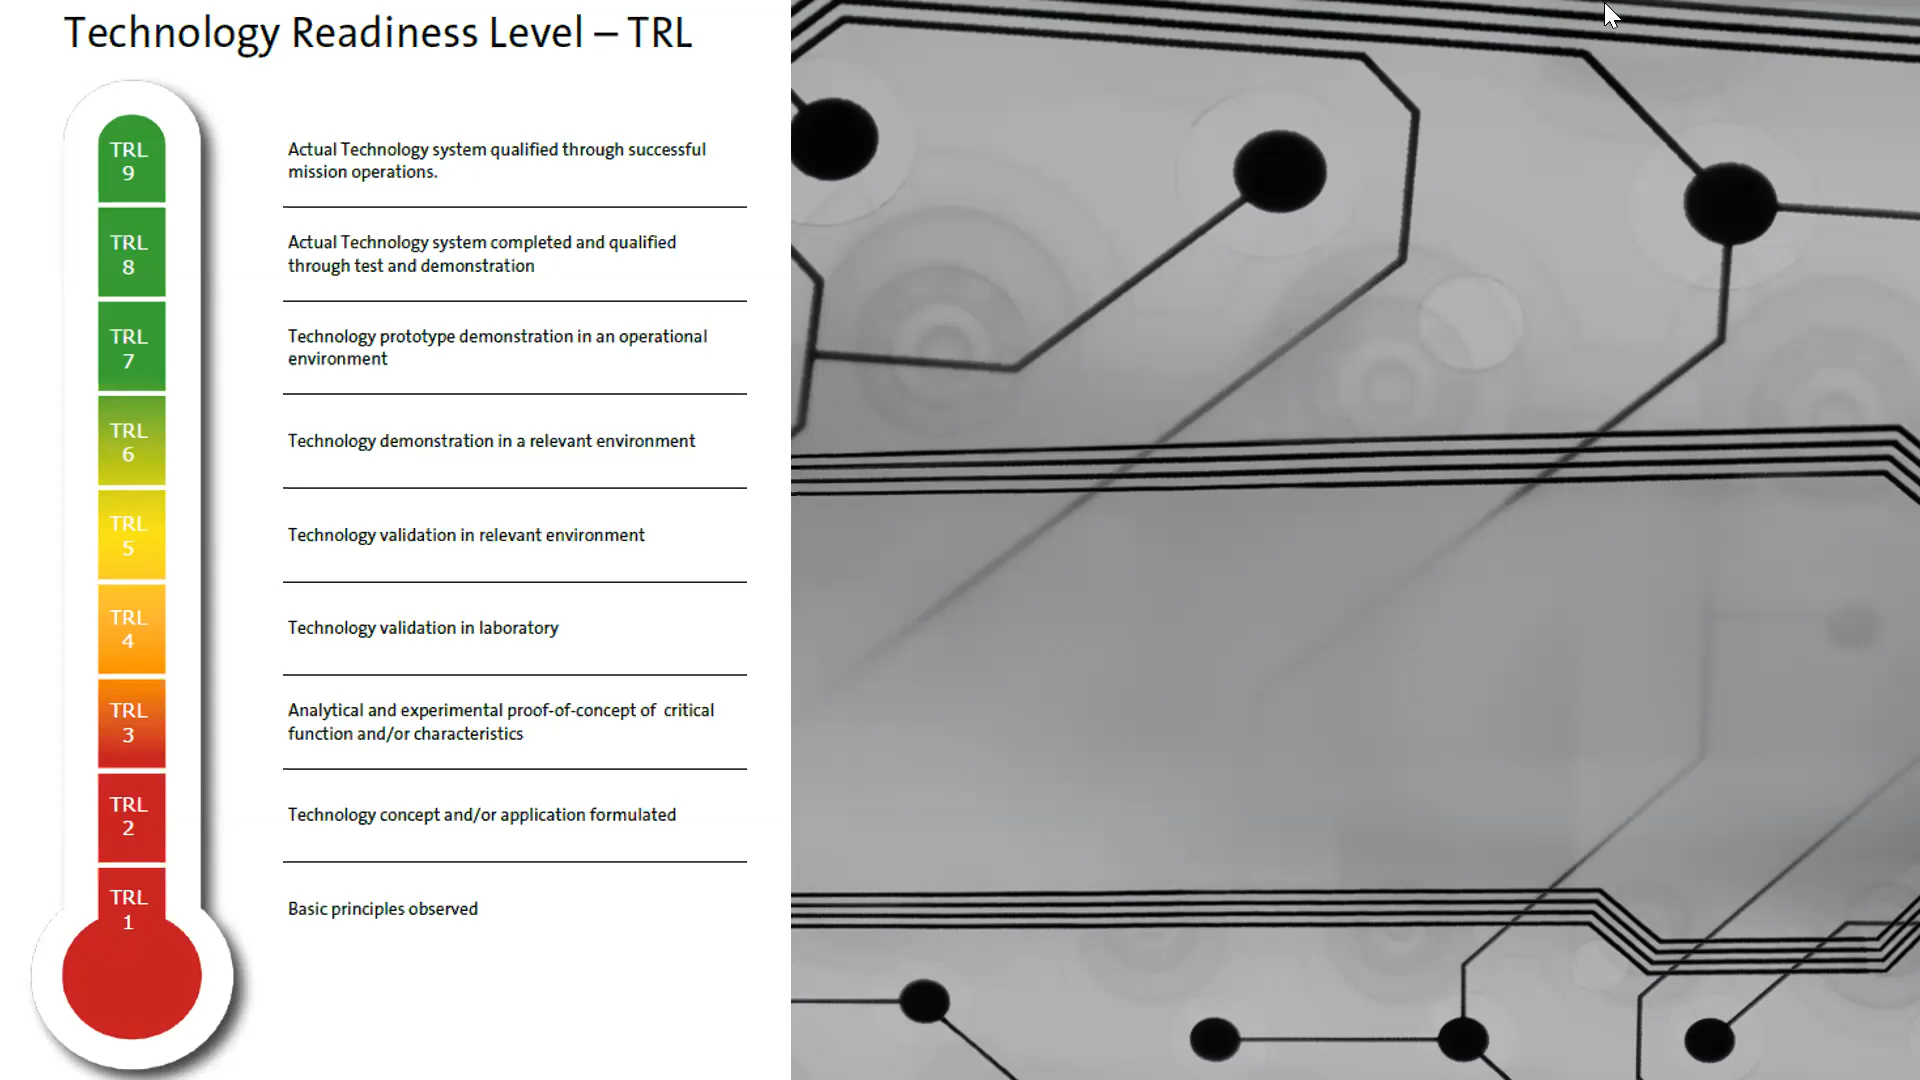 Technology Readiness Level – TRL
TRL
9
Actual Technology system qualified through successful
mission operations.
TRL
8
Actual Technology system completed and qualified
through test and demonstration
TRL
7
Technology prototype demonstration in an operational
environment
TRL
6
Technology demonstration in a relevant environment
TRL
5
Technology validation in relevant environment
TRL
4
Technology validation in laboratory
TRL
3
Analytical and experimental proof-of-concept of  critical
function and/or characteristics
TRL
2
Technology concept and/or application formulated
TRL
1
Basic principles observed